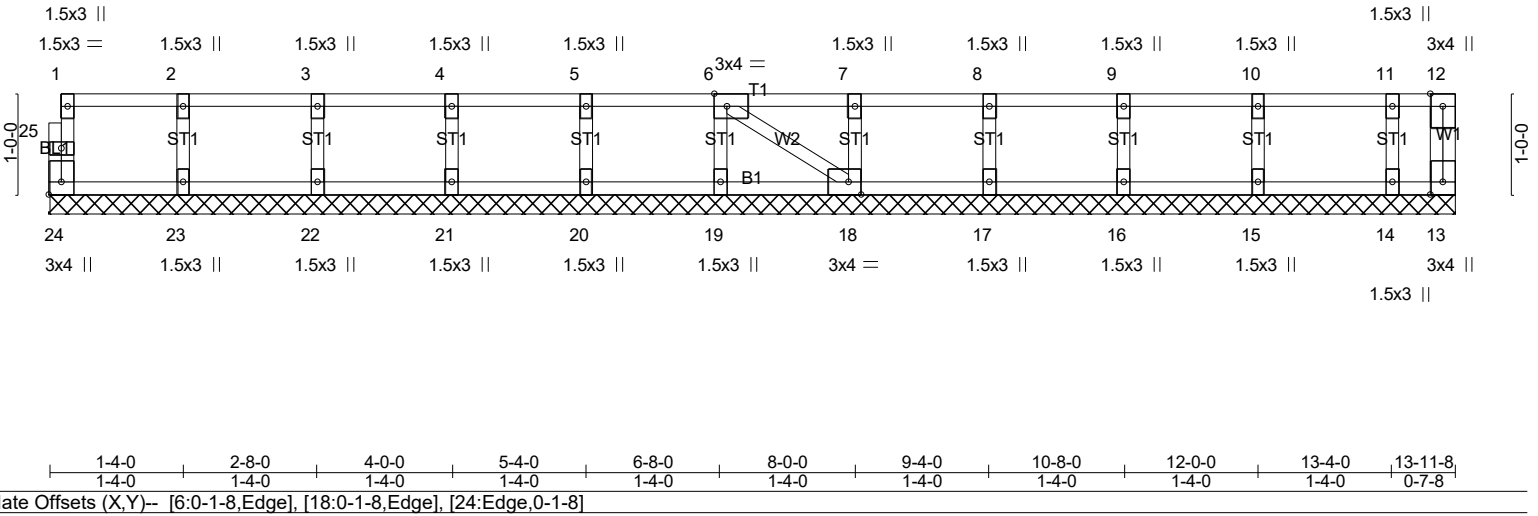 1.5x3 || 1.5x3 ||
1.5x3 = 1.5x3 || 1.5x3 || 1.5x3 || 1.5x3 || 1.5x3 || 1.5x3 || 1.5x3 || 1.5x3 || 3x4 ||
3x4 =
1 2 3 4 5 6 7 8 9 10 11 12
T1
1-0-0 25 BL1 ST1 ST1 ST1 ST1 ST1 W2 ST1 ST1 ST1 ST1 ST1 W1 1-0-0
B1
24 23 22 21 20 19 18 17 16 15 14 13
3x4 || 1.5x3 || 1.5x3 || 1.5x3 || 1.5x3 || 1.5x3 || 3x4 = 1.5x3 || 1.5x3 || 1.5x3 || 3x4 ||
1.5x3 ||
1-4-0 2-8-0 4-0-0 5-4-0 6-8-0 8-0-0 9-4-0 10-8-0 12-0-0 13-4-0 13-11-8
1-4-0 1-4-0 1-4-0 1-4-0 1-4-0 1-4-0 1-4-0 1-4-0 1-4-0 1-4-0 0-7-8
late Offsets (X,Y)-- [6:0-1-8,Edge], [18:0-1-8,Edge], [24:Edge,0-1-8]